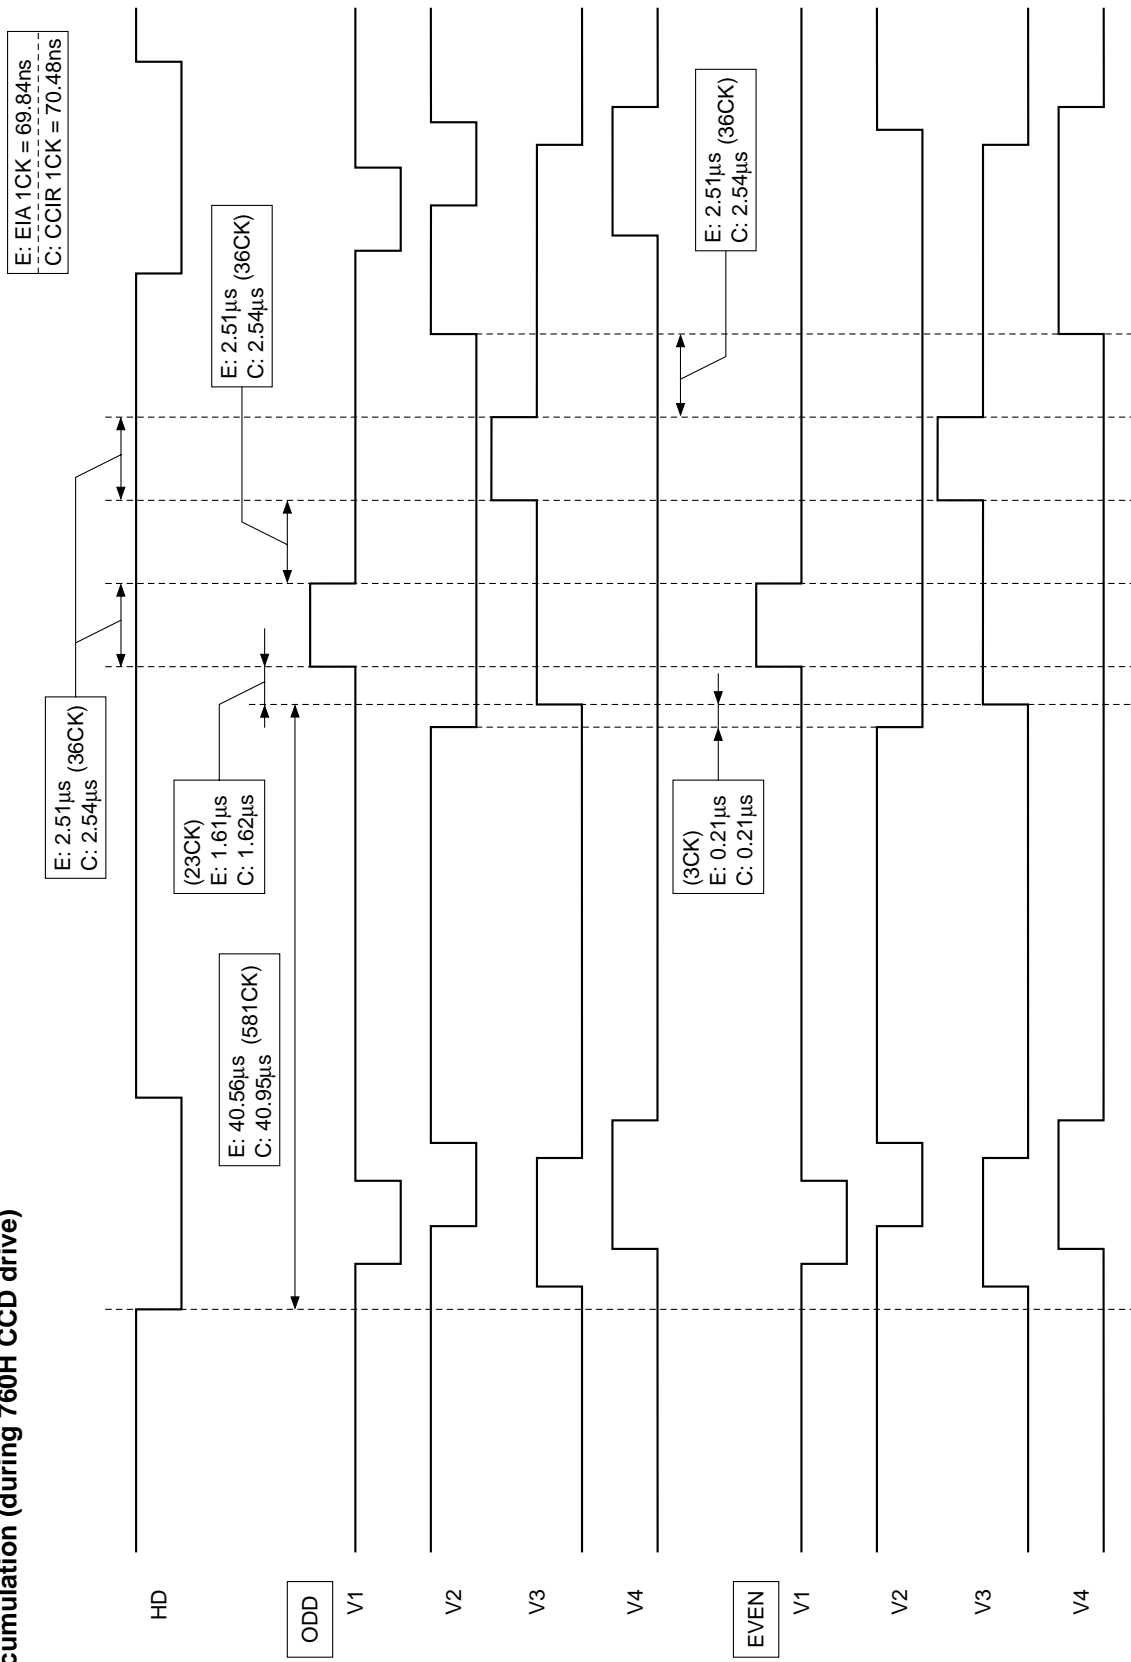 cumulation (during 760H CCD drive)
E: EIA 1CK = 69.84ns
C: CCIR 1CK = 70.48ns
HD
E: 2.51µs (36CK)
C: 2.54µs
(23CK)
E: 1.61µs
C: 1.62µs
E: 2.51µs (36CK)
C: 2.54µs
E: 40.56µs (581CK)
C: 40.95µs
ODD
V1
V2
V3
V4
(3CK)
E: 0.21µs
C: 0.21µs
E: 2.51µs (36CK)
C: 2.54µs
EVEN
V1
V2
V3
V4